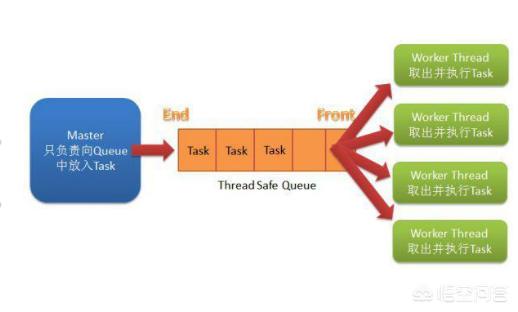 Master
只负责向Queue
中放入Task
End
Front
Task
Task
Task
Thread Safe Queue
Worker Thread
取出并执行Task
Worker Thread
取出并执行Task
Worker Thread
取出并执行Task
Worker Thread
取出并执行Task
悟空问答